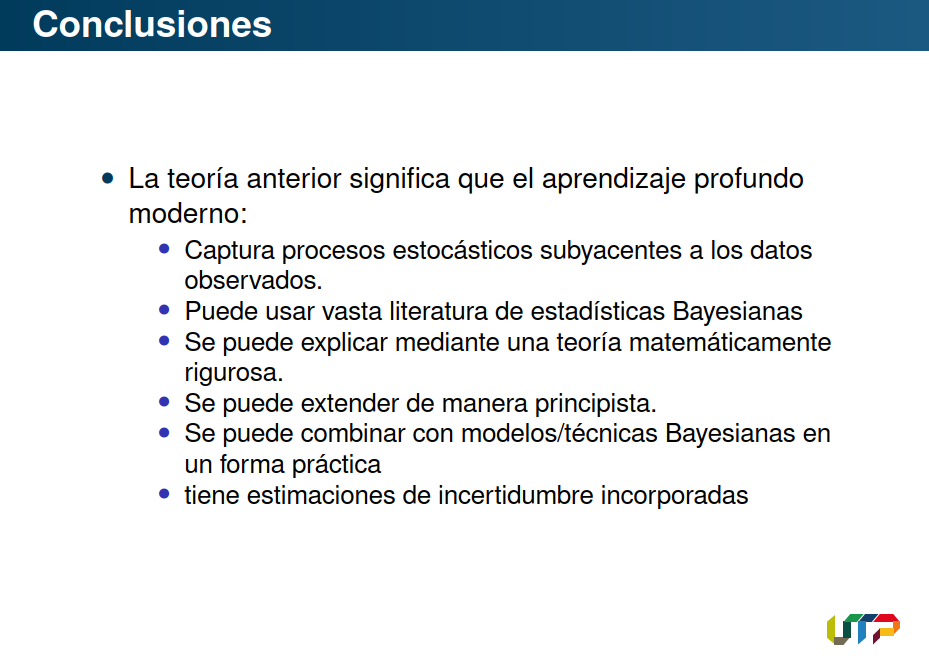 Conclusiones
La teoría anterior significa que el aprendizaje profundo
moderno:
Captura procesos estocásticos subyacentes a los datos
observados.
Puede usar vasta literatura de estadísticas Bayesianas
Se puede explicar mediante una teoría matemáticamente
rigurosa.
Se puede extender de manera principista.
Se puede combinar con modelos/técnicas Bayesianas en
un forma práctica
tiene estimaciones de incertidumbre incorporadas
UTP